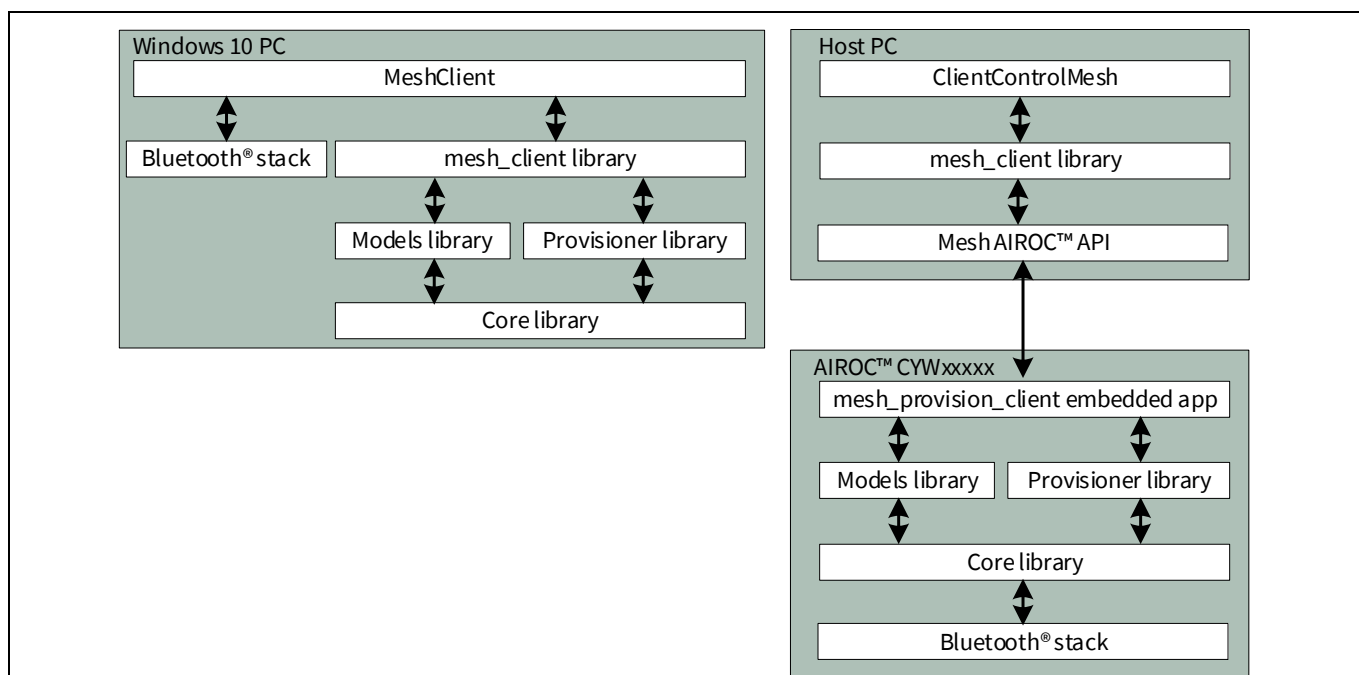 Windows 10 PC
MeshClient
Bluetooth® stack
mesh_client library
Models library
Provisioner library
Core library
Host PC
ClientControlMesh
mesh_client library
Mesh AIROC™ API
AIROC™ CYWxxxxx
mesh_provision_client embedded app
Models library
Provisioner library
Core library
Bluetooth® stack